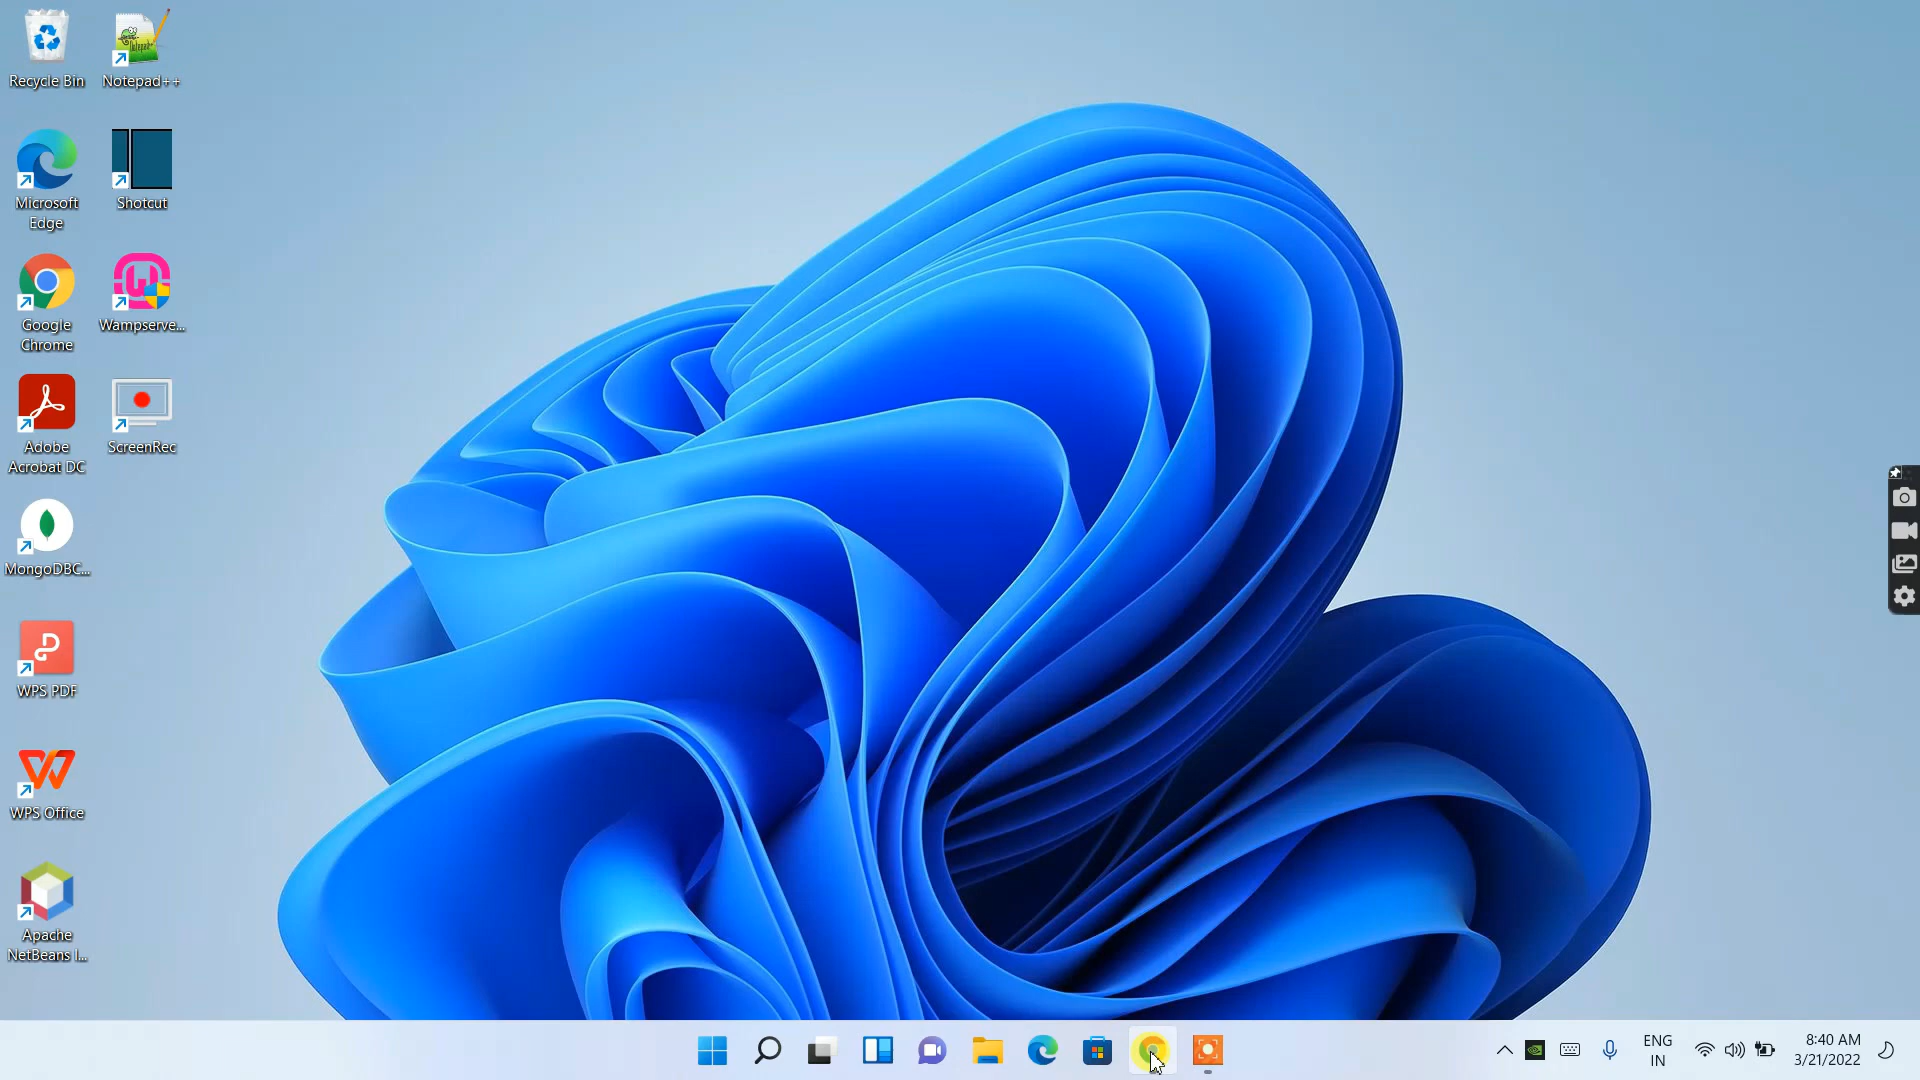 Recycle Bin
Notepad++
Microsoft
Edge
Shotcut
Google
Chrome
Wampserve...
Adobe
Acrobat DC
ScreenRec
MongoDBC...
WPS PDF
WPS Office
Apache
NetBeans I...
ENG
IN
8:40 AM
3/21/2022